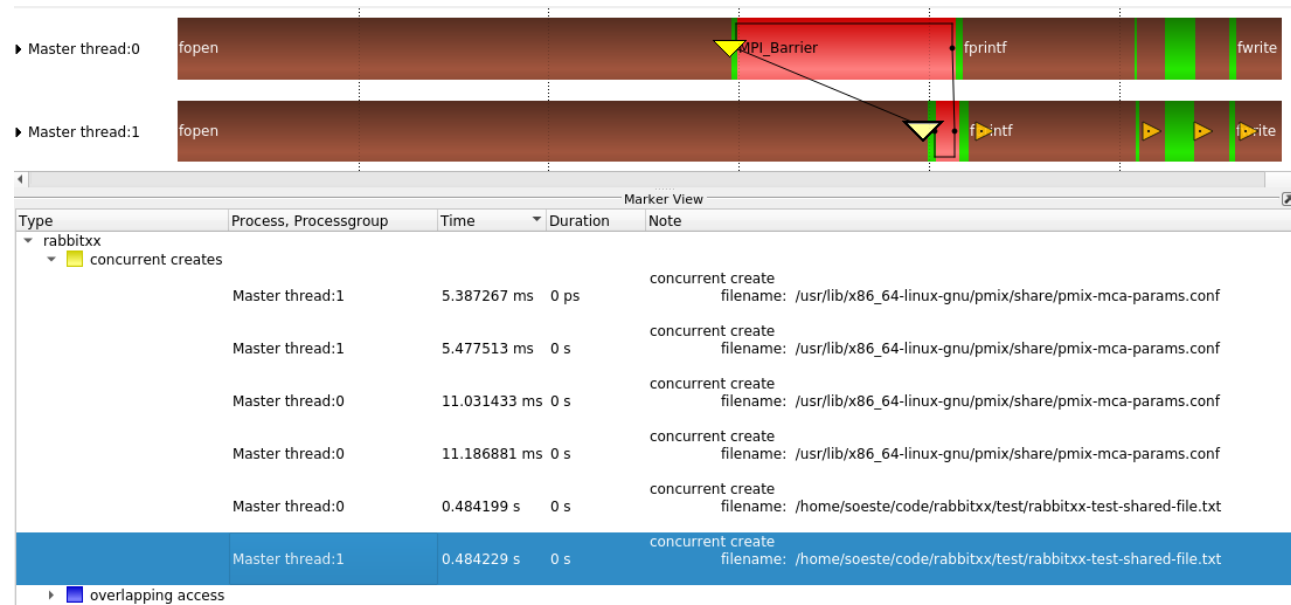 Master thread:0 fopen MPI_Barrier fprintf fwrite
Master thread:1 fopen
Marker View
Type Process, Processgroup Time Duration Note
rabbitxx
concurrent creates
concurrent create
Master thread:1 5.387267 ms 0 ps filename: /usr/lib/x86_64-linux-gnu/pmix/share/pmix-mca-params.conf
concurrent create
Master thread:1 5.477513 ms 0 s filename: /usr/lib/x86_64-linux-gnu/pmix/share/pmix-mca-params.conf
concurrent create
Master thread:0 11.031433 ms 0 s filename: /usr/lib/x86_64-linux-gnu/pmix/share/pmix-mca-params.conf
concurrent create
Master thread:0 11.186881 ms 0 s filename: /usr/lib/x86_64-linux-gnu/pmix/share/pmix-mca-params.conf
concurrent create
Master thread:0 0.484199 s 0 s filename: /home/soeste/code/rabbitxx/test/rabbitxx-test-shared-file.txt
concurrent create
Master thread:1 0.484229 s 0 s filename: /home/soeste/code/rabbitxx/test/rabbitxx-test-shared-file.txt
overlapping access